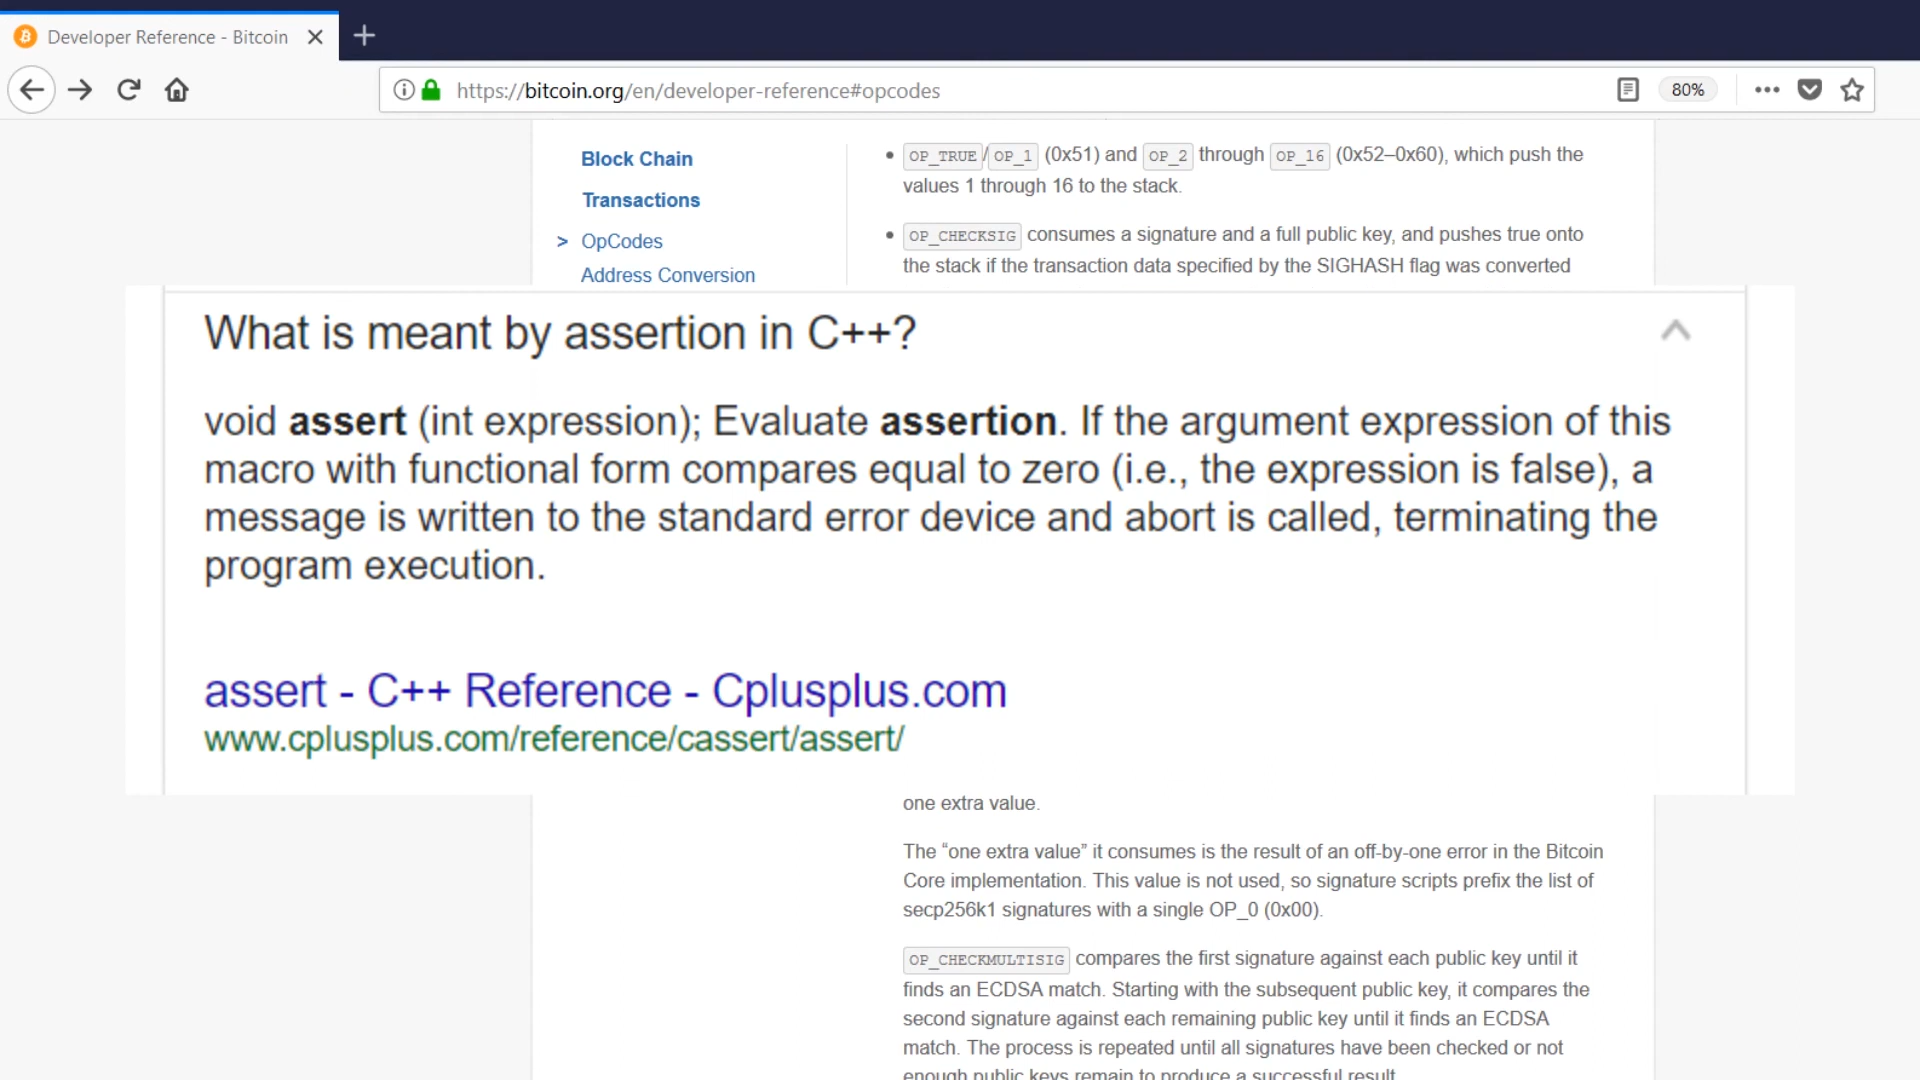 Developer Reference - Bitcoin
https://bitcoin.org/en/developer-reference#opcodes
80%
Block Chain
Transactions
> OpCodes
Address Conversion
• OP_TRUE/OP_1 (0x51) and OP_2 through OP_16 (0x52–0x60), which push the
values 1 through 16 to the stack.
• OP_CHECKSIG consumes a signature and a full public key, and pushes true onto
the stack if the transaction data specified by the SIGHASH flag was converted
What is meant by assertion in C++?
void assert (int expression); Evaluate assertion. If the argument expression of this
macro with functional form compares equal to zero (i.e., the expression is false), a
message is written to the standard error device and abort is called, terminating the
program execution.
assert - C++ Reference - Cplusplus.com
www.cplusplus.com/reference/cassert/assert/
one extra value.
The “one extra value” it consumes is the result of an off-by-one error in the Bitcoin
Core implementation. This value is not used, so signature scripts prefix the list of
secp256k1 signatures with a single OP_0 (0x00).
OP_CHECKMULTISIG compares the first signature against each public key until it
finds an ECDSA match. Starting with the subsequent public key, it compares the
second signature against each remaining public key until it finds an ECDSA
match. The process is repeated until all signatures have been checked or not
enough public keys remain to produce a successful result.